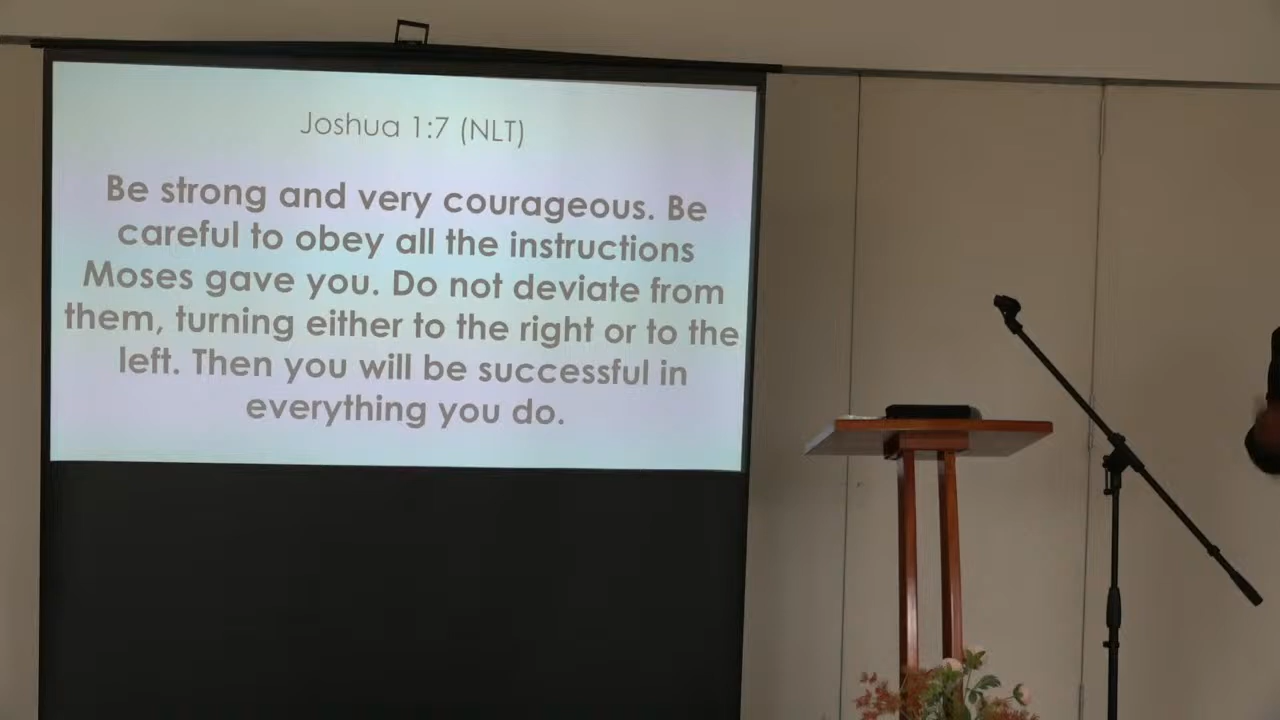 Joshua 1:7 (NLT)
Be strong and very courageous. Be
careful to obey all the instructions
Moses gave you. Do not deviate from
them, turning either to the right or to the
left. Then you will be successful in
everything you do.